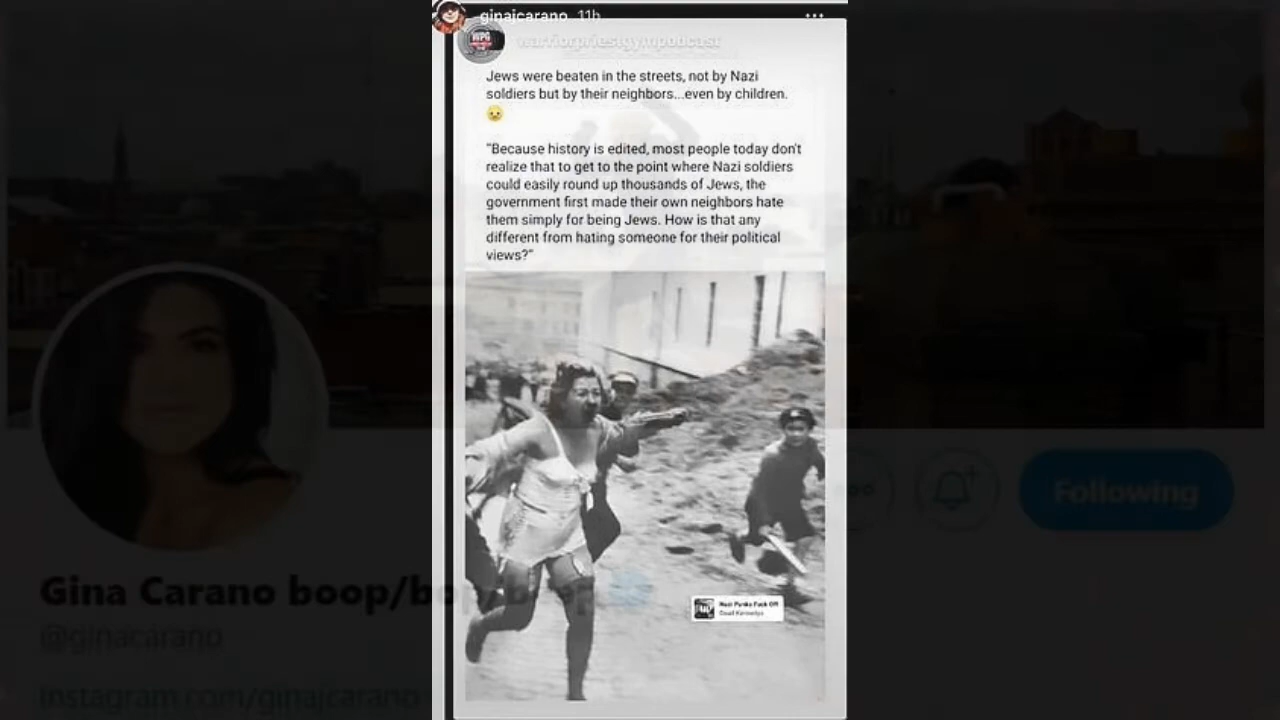 ginajcarano 11h
WPG
warriorpriestgympodcast
Jews were beaten in the streets, not by Nazi
soldiers but by their neighbors...even by children.
😟
"Because history is edited, most people today don't
realize that to get to the point where Nazi soldiers
could easily round up thousands of Jews, the
government first made their own neighbors hate
them simply for being Jews. How is that any
different from hating someone for their political
views?"
Nazi Punks Fuck Off
Dead Kennedys
Following
Gina Carano boop/bop/beep
@ginacarano
instagram.com/ginajcarano